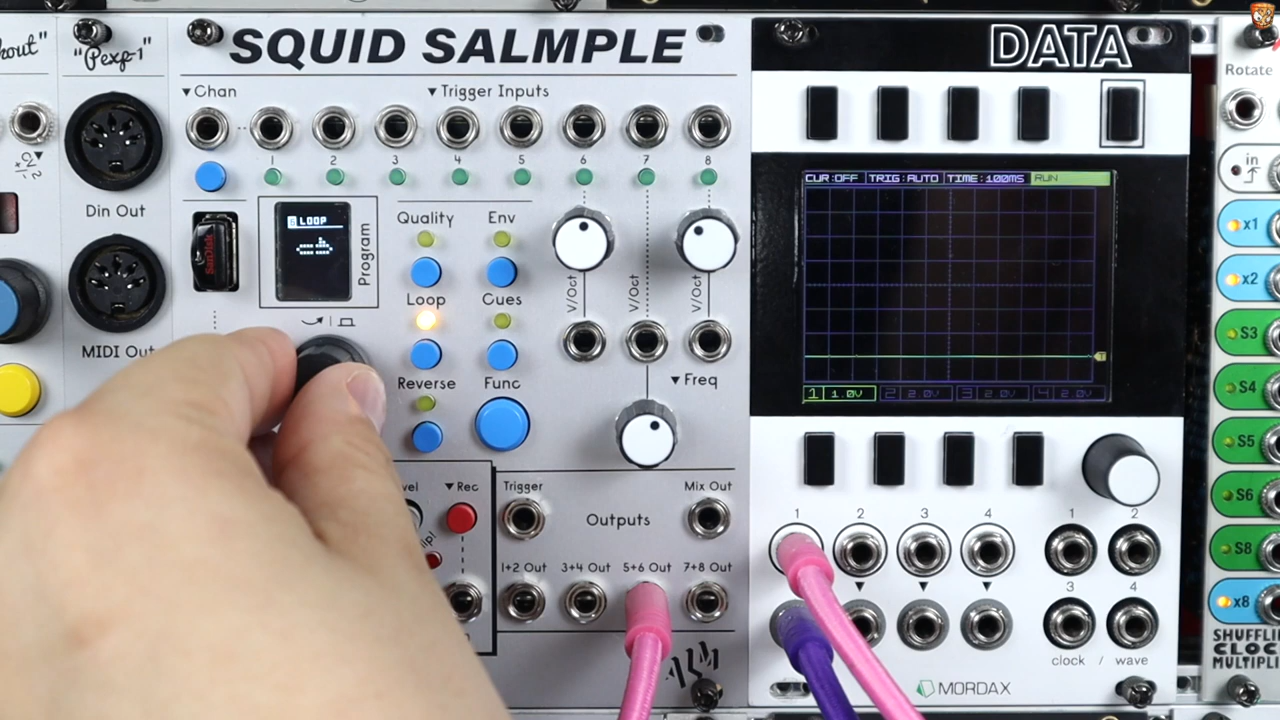 "Pexp-1"
Din Out
MIDI Out
SQUID SALMPLE
▼Chan
▼Trigger Inputs
1 2 3 4 5 6 7 8
SanDisk
LOOP
Program
Quality
Env
Loop
Cues
Reverse
Func
V/Oct
V/Oct
V/Oct
▼Freq
▼Rec
Trigger
Outputs
Mix Out
1+2 Out 3+4 Out 5+6 Out 7+8 Out
ALM
DATA
CUR:OFF TRIG:AUTO TIME:100MS RUN
1 1.0V 2 2.0V 3 2.0V 4 2.0V
T
1 2 3 4
1 2
3 4
clock / wave
MORDAX
Rotate
in
x1
x2
S3
S4
S5
S6
S8
x8